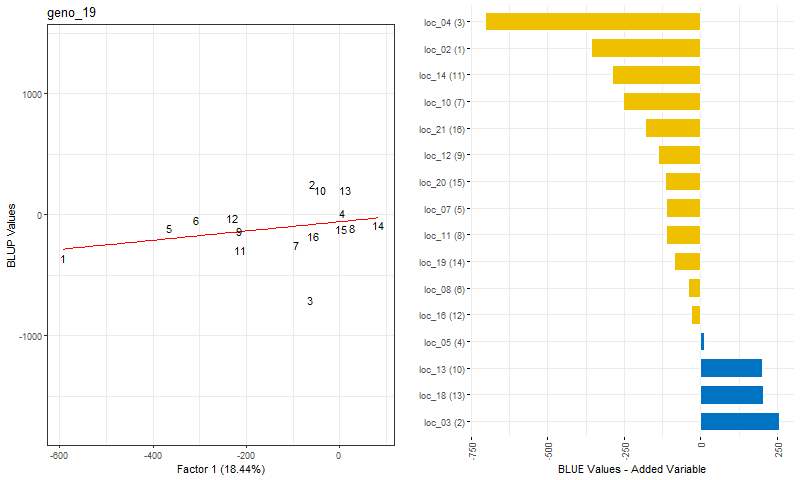 geno_19
BLUP Values
1000
0
-1000
2
10
13
4
6
12
5
9
15
8
14
16
7
11
1
3
-600
-400
-200
0
Factor 1 (18.44%)
loc_04 (3)
loc_02 (1)
loc_14 (11)
loc_10 (7)
loc_21 (16)
loc_12 (9)
loc_20 (15)
loc_07 (5)
loc_11 (8)
loc_19 (14)
loc_08 (6)
loc_16 (12)
loc_05 (4)
loc_13 (10)
loc_18 (13)
loc_03 (2)
-750
-500
-250
0
250
BLUE Values - Added Variable